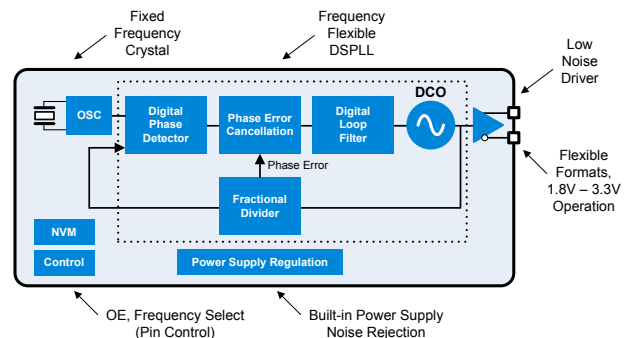 Fixed
Frequency
Crystal
Frequency
Flexible
DSPLL
Low
Noise
Driver
DCO
OSC
Digital
Phase
Detector
Phase Error
Cancellation
Digital
Loop
Filter
Phase Error
Fractional
Divider
Flexible
Formats,
1.8V – 3.3V
Operation
NVM
Control
Power Supply Regulation
OE, Frequency Select
(Pin Control)
Built-in Power Supply
Noise Rejection